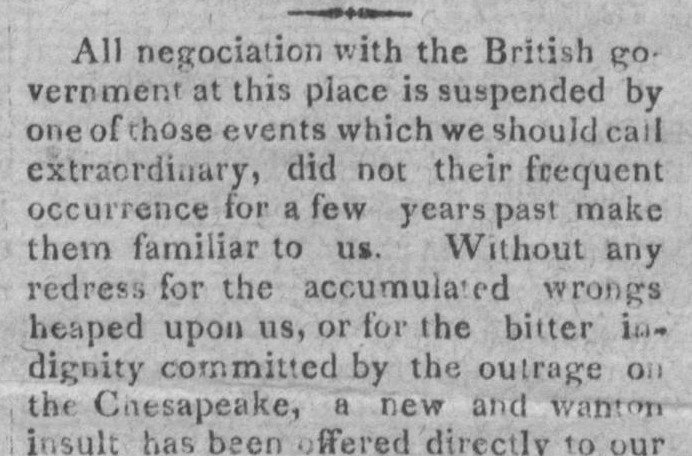 All negociation with the British go-
vernment at this place is suspended by
one of those events which we should call
extraordinary, did not their frequent
occurrence for a few years past make
them familiar to us. Without any
redress for the accumulated wrongs
heaped upon us, or for the bitter in-
dignity committed by the outrage on
the Chesapeake, a new and wanton
insult has been offered directly to our